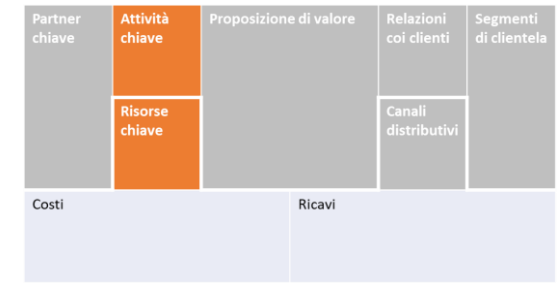 Partner
chiave
Attività
chiave
Proposizione di valore
Relazioni
coi clienti
Segmenti
di clientela
Risorse
chiave
Canali
distributivi
Costi
Ricavi